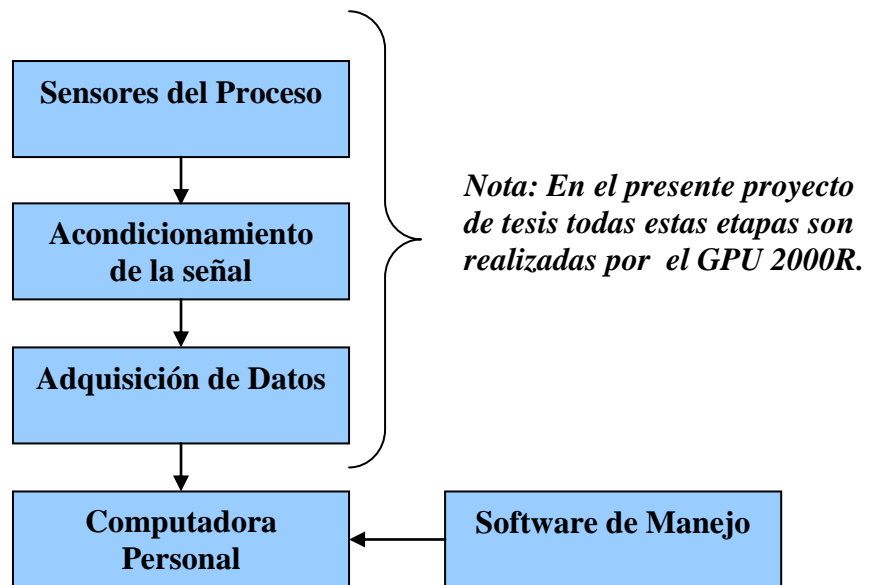 Sensores del Proceso
Acondicionamiento
de la señal
Adquisición de Datos
Computadora
Personal
Software de Manejo
Nota: En el presente proyecto
de tesis todas estas etapas son
realizadas por el GPU 2000R.